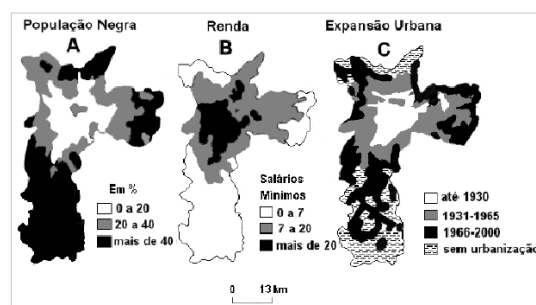 População Negra
A
Em %
0 a 20
20 a 40
mais de 40
Renda
B
Salários
Mínimos
0 a 7
7 a 20
mais de 20
Expansão Urbana
C
até 1930
1931-1965
1966-2000
sem urbanização
0 13 km